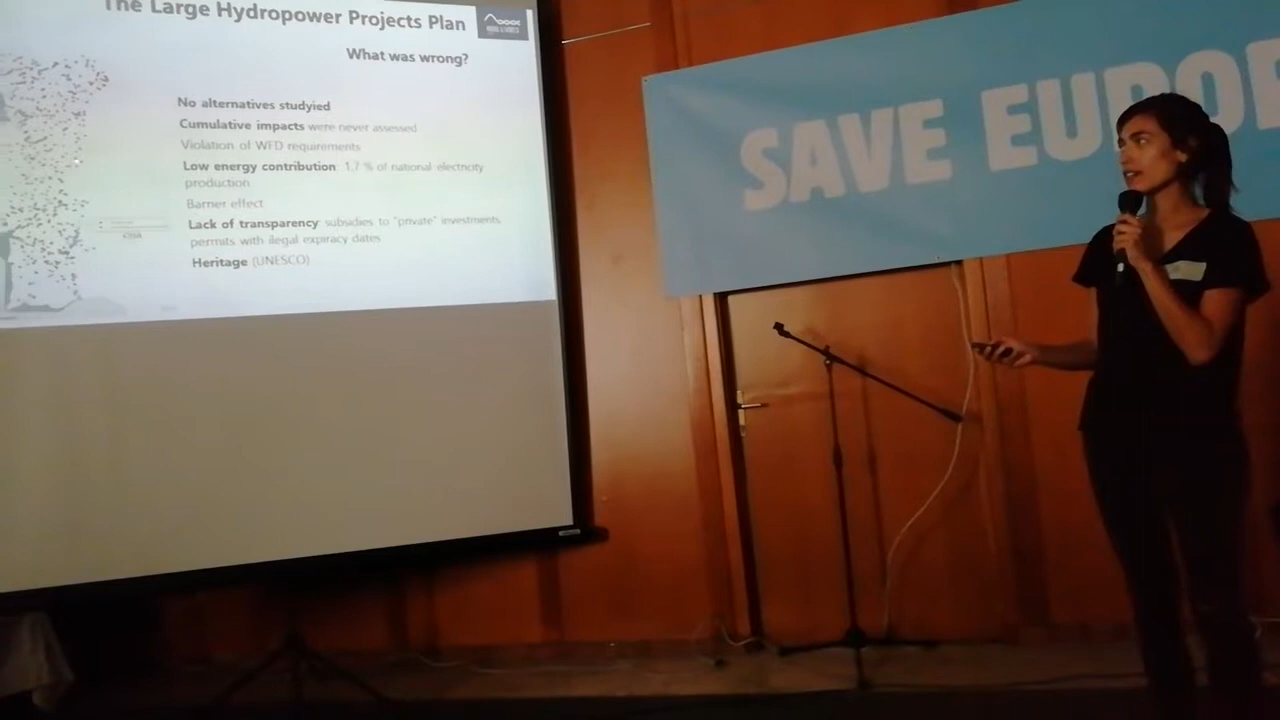 The Large Hydropower Projects Plan
What was wrong?
No alternatives studyied
Cumulative impacts were never assessed
Violation of WFD requirements
Low energy contribution: 1,7 % of national electricity
production
Barrier effect
Lack of transparency: subsidies to "private" investments,
permits with ilegal expiracy dates
Heritage (UNESCO)
SAVE EUROP